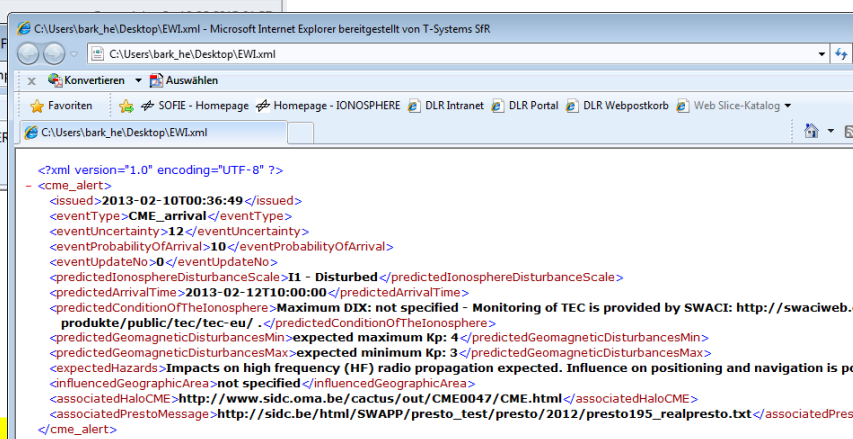 C:\Users\bark_he\Desktop\EWI.xml - Microsoft Internet Explorer bereitgestellt von T-Systems SfR
C:\Users\bark_he\Desktop\EWI.xml
x Konvertieren Auswählen
Favoriten SOFIE - Homepage Homepage - IONOSPHERE DLR Intranet DLR Portal DLR Webpostkorb Web Slice-Katalog
C:\Users\bark_he\Desktop\EWI.xml
<?xml version="1.0" encoding="UTF-8" ?>
- <cme_alert>
<issued>2013-02-10T00:36:49</issued>
<eventType>CME_arrival</eventType>
<eventUncertainty>12</eventUncertainty>
<eventProbabilityOfArrival>10</eventProbabilityOfArrival>
<eventUpdateNo>0</eventUpdateNo>
<predictedIonosphereDisturbanceScale>I1 - Disturbed</predictedIonosphereDisturbanceScale>
<predictedArrivalTime>2013-02-12T10:00:00</predictedArrivalTime>
<predictedConditionOfTheIonosphere>Maximum DIX: not specified - Monitoring of TEC is provided by SWACI: http://swaciweb.
produkte/public/tec/tec-eu/ .</predictedConditionOfTheIonosphere>
<predictedGeomagneticDisturbancesMin>expected maximum Kp: 4</predictedGeomagneticDisturbancesMin>
<predictedGeomagneticDisturbancesMax>expected minimum Kp: 3</predictedGeomagneticDisturbancesMax>
<expectedHazards>Impacts on high frequency (HF) radio propagation expected. Influence on positioning and navigation is po
<influencedGeographicArea>not specified</influencedGeographicArea>
<associatedHaloCME>http://www.sidc.oma.be/cactus/out/CME0047/CME.html</associatedHaloCME>
<associatedPrestoMessage>http://sidc.be/html/SWAPP/presto_test/presto/2012/presto195_realpresto.txt</associatedPres
</cme_alert>